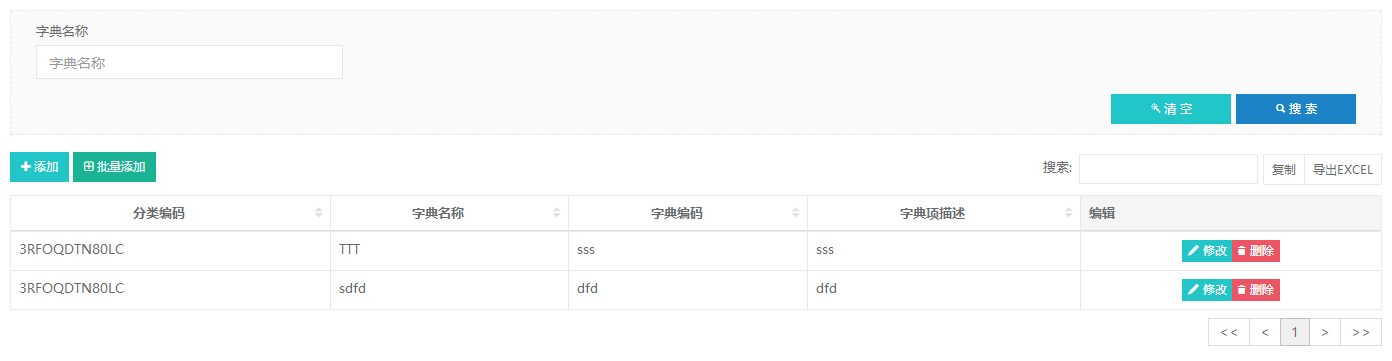 字典名称
字典名称
清 空 搜 索
添加 批量添加 搜索: 复制 导出EXCEL
分类编码 字典名称 字典编码 字典项描述 编辑
3RFOQDTN80LC TTT sss sss 修改 删除
3RFOQDTN80LC sdfd dfd dfd 修改 删除
<< < 1 > >>